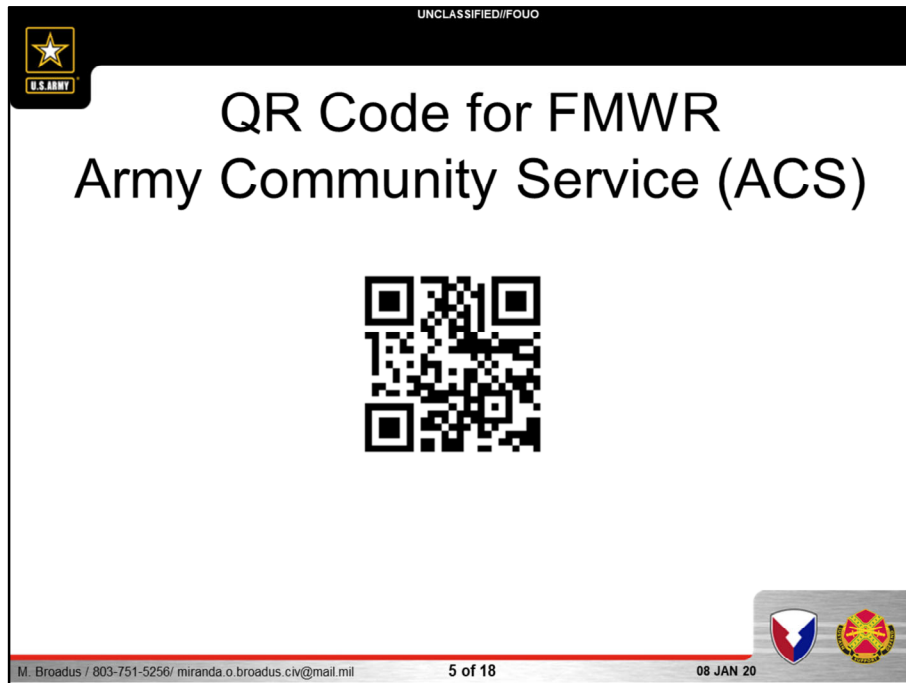 UNCLASSIFIED//FOUO
U.S.ARMY
QR Code for FMWR
Army Community Service (ACS)
M. Broadus / 803-751-5256/ miranda.o.broadus.civ@mail.mil
5 of 18
08 JAN 20
SUPPORT